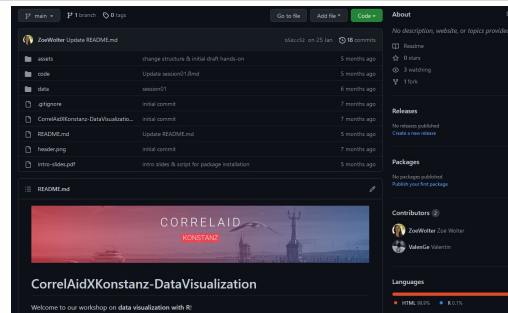 main
1 branch
0 tags
Go to file
Add file
Code
ZoeWolter Update README.md
on 25 Jan
18 commits
assets
change structure & initial draft hands-on
5 months ago
code
Update session01.Rmd
5 months ago
data
session01
6 months ago
.gitignore
initial commit
7 months ago
CorrelAidXKonstanz-DataVisualizatio...
initial commit
7 months ago
README.md
Update README.md
5 months ago
header.png
initial commit
7 months ago
intro-slides.pdf
intro slides & script for package installation
5 months ago
README.md
CORRELAID
KONSTANZ
CorrelAidXKonstanz-DataVisualization
Welcome to our workshop on data visualization with R!
About
No description, website, or topics provided
Readme
0 stars
3 watching
1 fork
Releases
No releases published
Create a new release
Packages
No packages published
Publish your first package
Contributors 2
ZoeWolter Zoé Wolter
ValenGe Valentin
Languages
HTML 99.9%
R 0.1%